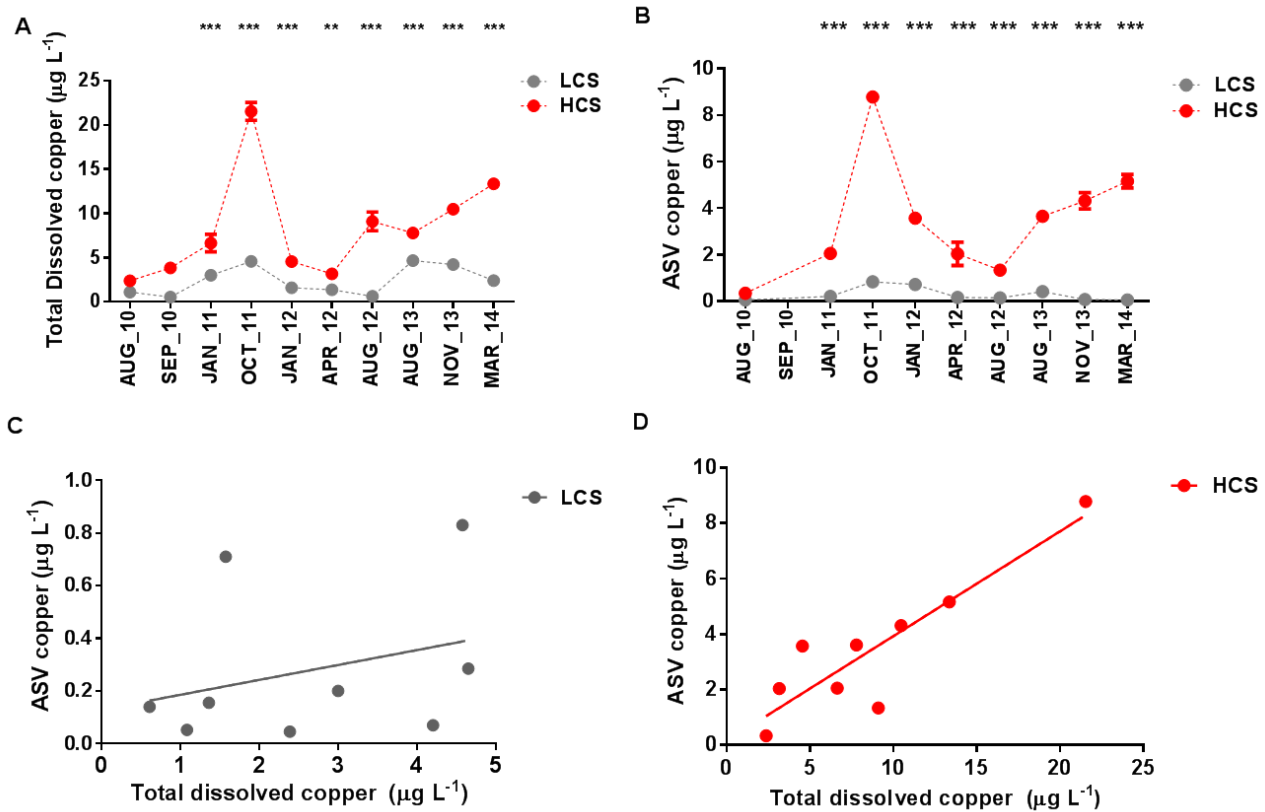 A
*** *** *** ** *** *** *** ***
Total Dissolved copper (µg L-1)
25
20
15
10
5
0
AUG_10
SEP_10
JAN_11
OCT_11
JAN_12
APR_12
AUG_12
AUG_13
NOV_13
MAR_14
LCS
HCS
B
*** *** *** *** *** *** *** ***
ASV copper (µg L-1)
10
8
6
4
2
0
AUG_10
SEP_10
JAN_11
OCT_11
JAN_12
APR_12
AUG_12
AUG_13
NOV_13
MAR_14
LCS
HCS
C
ASV copper (µg L-1)
1.0
0.8
0.6
0.4
0.2
0.0
0 1 2 3 4 5
Total dissolved copper (µg L-1)
LCS
D
ASV copper (µg L-1)
10
8
6
4
2
0
0 5 10 15 20 25
Total dissolved copper (µg L-1)
HCS